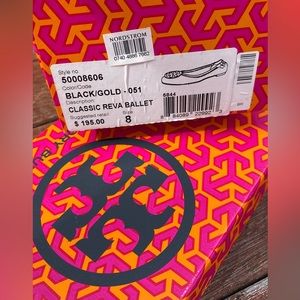 NORDSTROM
Style no.
50008606
Color/Code
BLACK/GOLD - 051
Description
CLASSIC REVA BALLET
Suggested retail
$ 195.00
Size
8
6844